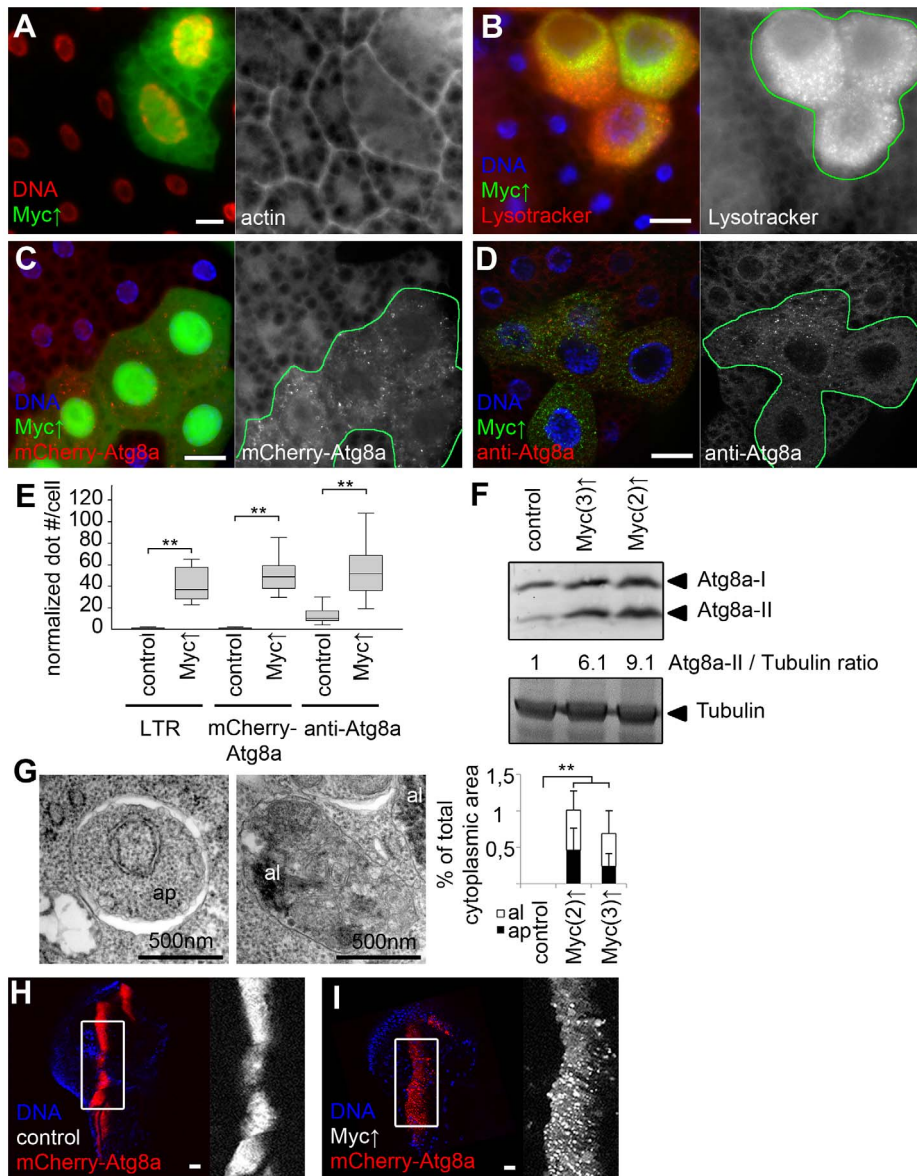 A
DNA
Myc↑
actin
B
DNA
Myc↑
Lysotracker
Lysotracker
C
DNA
Myc↑
mCherry-Atg8a
mCherry-Atg8a
D
DNA
Myc↑
anti-Atg8a
anti-Atg8a
E
normalized dot #/cell
120
100
80
60
40
20
0
**
**
**
control
Myc↑
control
Myc↑
control
Myc↑
LTR
mCherry-
Atg8a
anti-Atg8a
F
control
Myc(3)↑
Myc(2)↑
Atg8a-I
Atg8a-II
1 6.1 9.1 Atg8a-II / Tubulin ratio
Tubulin
G
ap
500nm
al
al
500nm
% of total
cytoplasmic area
1,5
1
0,5
**
al
ap
control
Myc(2)↑
Myc(3)↑
H
DNA
control
mCherry-Atg8a
I
DNA
Myc↑
mCherry-Atg8a